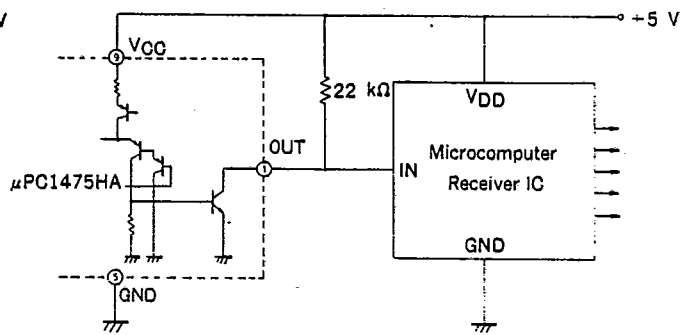 V
+5 V
9
VCC
22 kΩ
VDD
OUT
1
IN
Microcomputer
Receiver IC
μPC1475HA
GND
5
GND